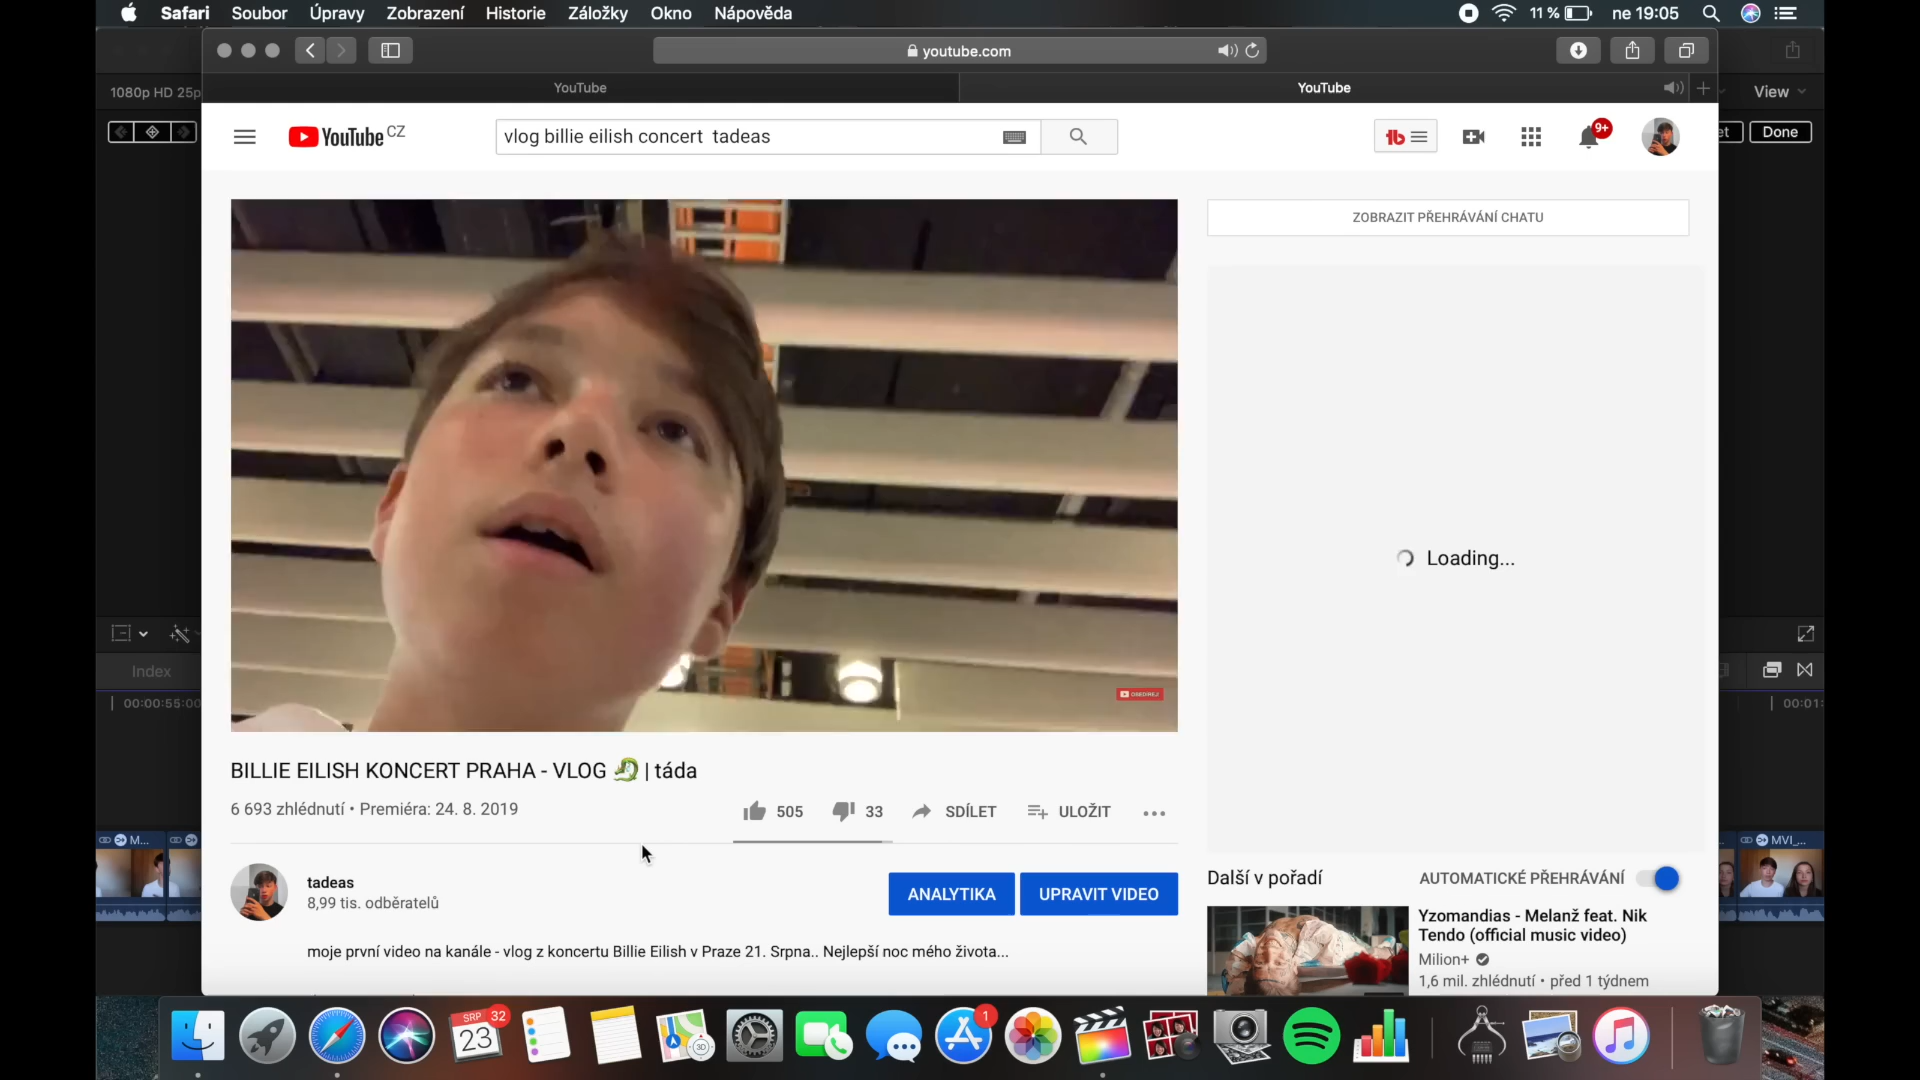 Safari Soubor Úpravy Zobrazení Historie Záložky Okno Nápověda 11 % ne 19:05
youtube.com
YouTube YouTube
1080p HD 25p View
YouTube CZ vlog billie eilish concert tadeas 9+ et Done
ZOBRAZIT PŘEHRÁVÁNÍ CHATU
Loading...
Index
00:00:55:00 00:01:
BILLIE EILISH KONCERT PRAHA - VLOG 🐉 | táda
6 693 zhlédnutí • Premiéra: 24. 8. 2019 505 33 SDÍLET ULOŽIT
M... MVI_...
tadeas
8,99 tis. odběratelů
ANALYTIKA UPRAVIT VIDEO
moje první video na kanále - vlog z koncertu Billie Eilish v Praze 21. Srpna.. Nejlepší noc mého života...
Další v pořadí AUTOMATICKÉ PŘEHRÁVÁNÍ
Yzomandias - Melanž feat. Nik
Tendo (official music video)
Milion+
1,6 mil. zhlédnutí • před 1 týdnem
SRP 32
23
1